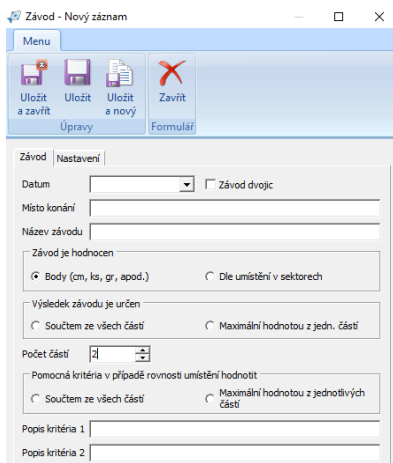 Závod - Nový záznam
Menu
Uložit a zavřít
Uložit
Uložit a nový
Zavřít
Úpravy
Formulář
Závod
Nastavení
Datum
Závod dvojic
Místo konání
Název závodu
Závod je hodnocen
Body (cm, ks, gr, apod.)
Dle umístění v sektorech
Výsledek závodu je určen
Součtem ze všech částí
Maximální hodnotou z jedn. částí
Počet částí 2
Pomocná kritéria v případě rovnosti umístění hodnotit
Součtem ze všech částí
Maximální hodnotou z jednotlivých
částí
Popis kritéria 1
Popis kritéria 2